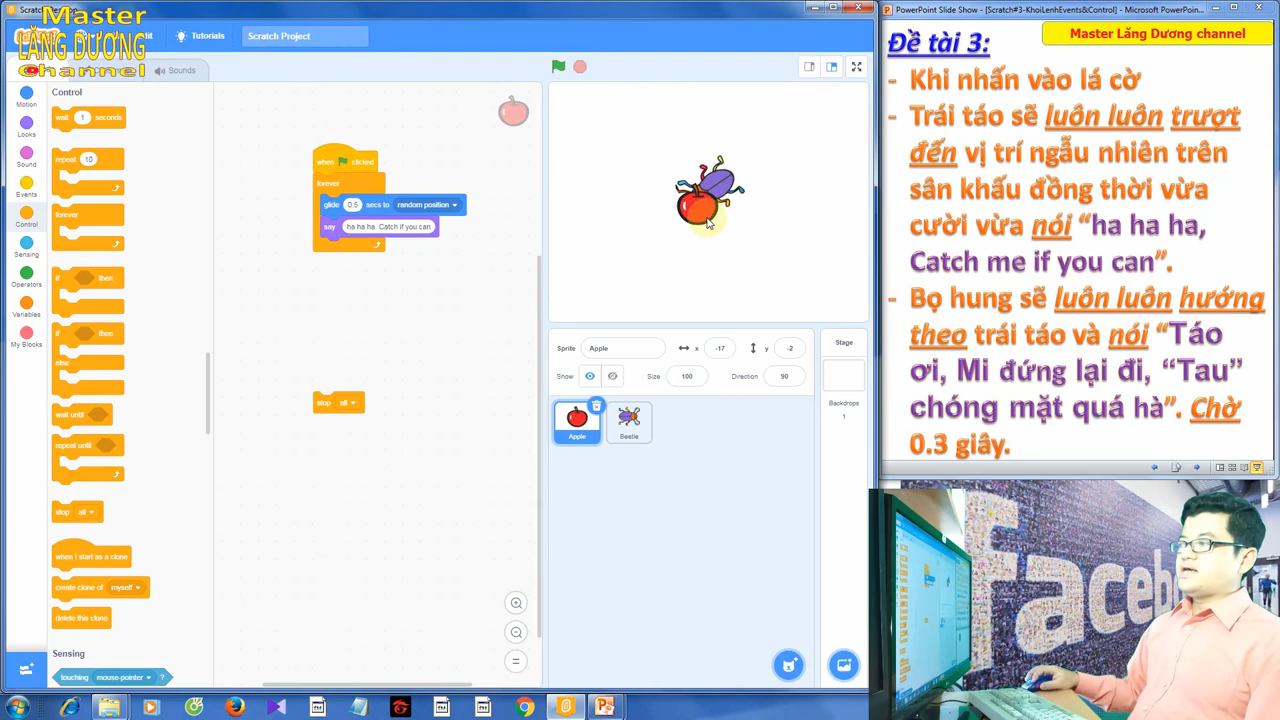 Master
LĂNG DƯƠNG
Channel
Tutorials
Scratch Project
Sounds
Motion
Looks
Sound
Events
Control
Sensing
Operators
Variables
My Blocks
Control
wait 1 seconds
repeat 10
forever
if then
if then
else
wait until
repeat until
stop all
when I start as a clone
create clone of myself
delete this clone
Sensing
touching mouse-pointer ?
when clicked
forever
glide 0.5 secs to random position
say ha ha ha. Catch if you can
stop all
Sprite Apple x -17 y -2
Show Size 100 Direction 90
Apple
Beetle
Stage
Backdrops
1
PowerPoint Slide Show - [Scratch#3-KhoiLenhEvents&Control] - Microsoft PowerPoin...
Master Lăng Dương channel
Đề tài 3:
- Khi nhấn vào lá cờ
- Trái táo sẽ luôn luôn trượt
đến vị trí ngẫu nhiên trên
sân khấu đồng thời vừa
cười vừa nói “ha ha ha,
Catch me if you can”.
- Bọ hung sẽ luôn luôn hướng
theo trái táo và nói “Táo
ơi, Mi đứng lại đi, “Tau”
chóng mặt quá hà”. Chờ
0.3 giây.